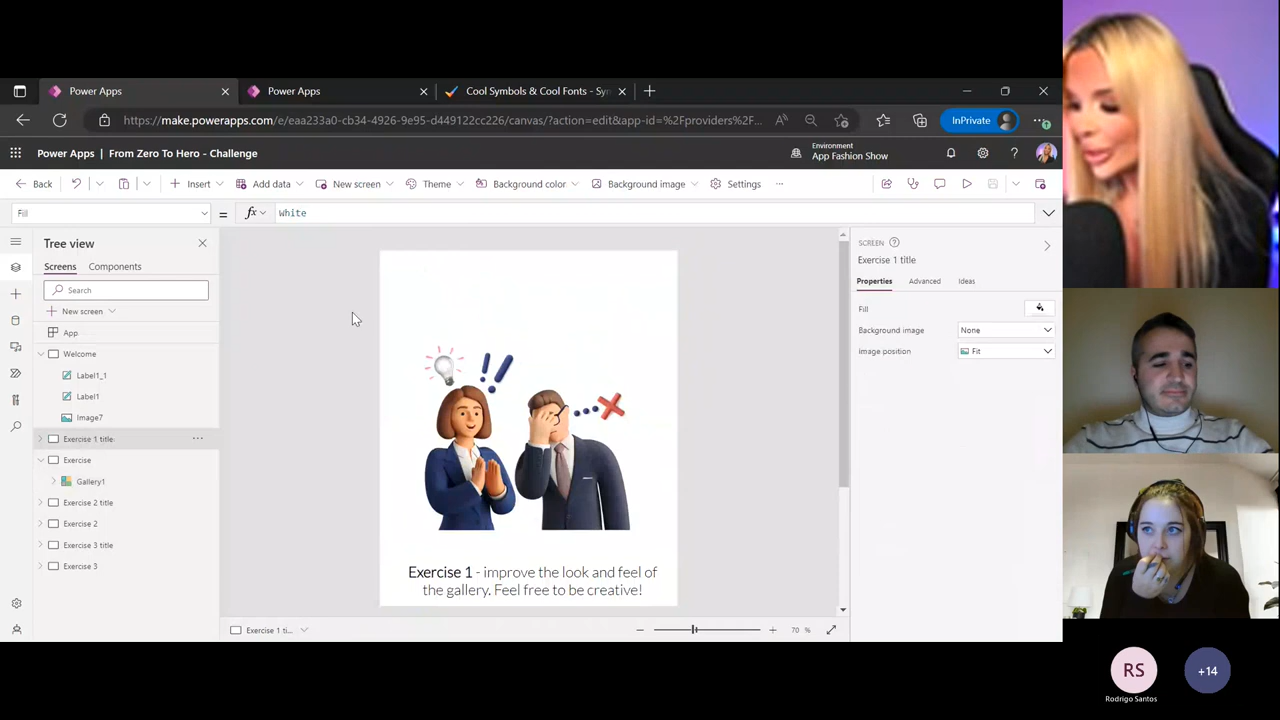 Power Apps
Power Apps
Cool Symbols & Cool Fonts - Syn
https://make.powerapps.com/e/eaa233a0-cb34-4926-9e95-d449122cc226/canvas/?action=edit&app-id=%2Fproviders%2F...
InPrivate
Power Apps | From Zero To Hero - Challenge
Environment
App Fashion Show
Back
Insert
Add data
New screen
Theme
Background color
Background image
Settings
Fill
= fx White
Tree view
Screens
Components
Search
New screen
App
Welcome
Label1_1
Label1
Image7
Exercise 1 title
Exercise
Gallery1
Exercise 2 title
Exercise 2
Exercise 3 title
Exercise 3
Exercise 1 - improve the look and feel of
the gallery. Feel free to be creative!
Exercise 1 ti...
70 %
SCREEN
Exercise 1 title
Properties
Advanced
Ideas
Fill
Background image
None
Image position
Fit
RS
Rodrigo Santos
+14